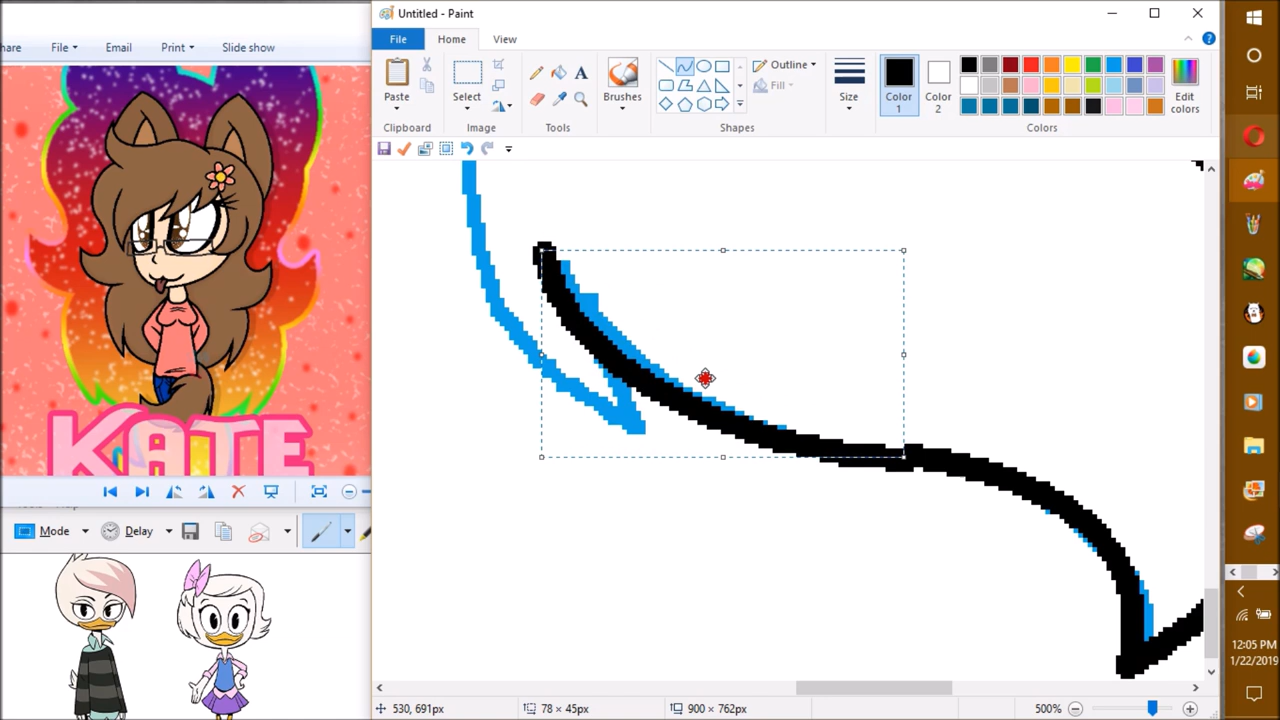 Untitled - Paint
hare File Email Print Slide show
File Home View
Paste
Select
Brushes
Outline
Fill
Size
Color
1
Color
2
Edit
colors
Clipboard Image Tools Shapes Colors
KATE
Mode Delay
530, 691px 78 × 45px 900 × 762px 500%
12:05 PM
1/22/2019